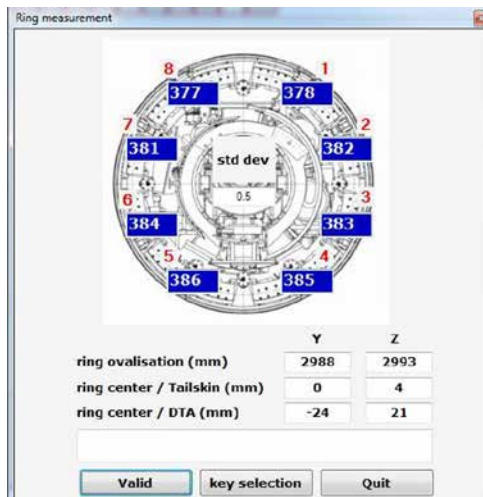 Ring measurement
8 1
377 378
7 2
381 382
std dev
6 0.5 3
384 383
5 4
386 385
Y Z
ring ovalisation (mm) 2988 2993
ring center / Tailskin (mm) 0 4
ring center / DTA (mm) -24 21
Valid key selection Quit